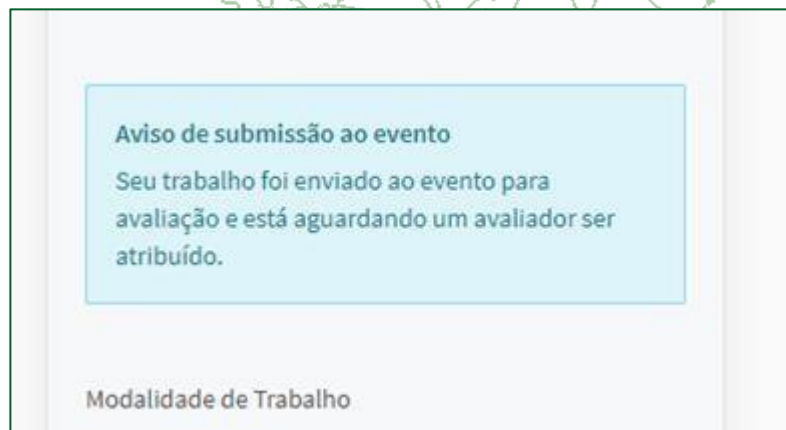 Aviso de submissão ao evento
Seu trabalho foi enviado ao evento para
avaliação e está aguardando um avaliador ser
atribuído.
Modalidade de Trabalho